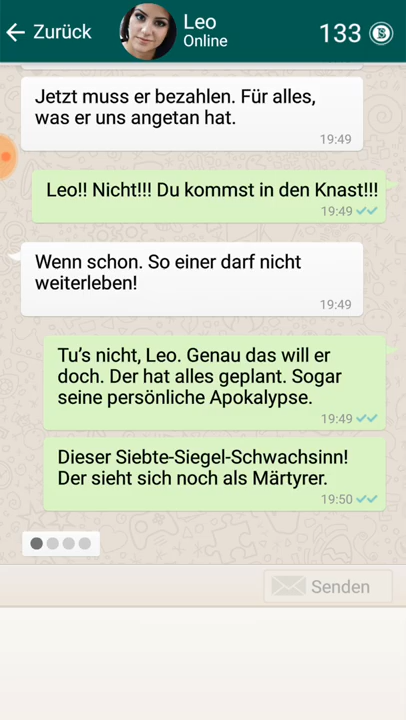 Zurück
Leo
Online
133
Jetzt muss er bezahlen. Für alles,
was er uns angetan hat.
19:49
Leo!! Nicht!!! Du kommst in den Knast!!!
19:49
Wenn schon. So einer darf nicht
weiterleben!
19:49
Tu's nicht, Leo. Genau das will er
doch. Der hat alles geplant. Sogar
seine persönliche Apokalypse.
19:49
Dieser Siebte-Siegel-Schwachsinn!
Der sieht sich noch als Märtyrer.
19:50
Senden